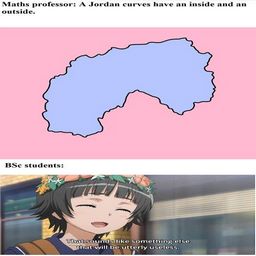 Maths professor: A Jordan curves have an inside and an
outside.
BSc students:
That sounds like something else
that will be utterly useless.